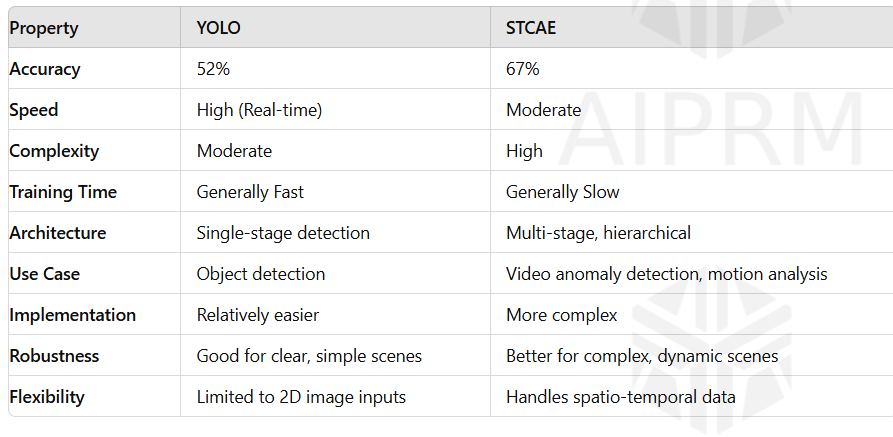 Property YOLO STCAE
Accuracy 52% 67%
Speed High (Real-time) Moderate
Complexity Moderate High
Training Time Generally Fast Generally Slow
Architecture Single-stage detection Multi-stage, hierarchical
Use Case Object detection Video anomaly detection, motion analysis
Implementation Relatively easier More complex
Robustness Good for clear, simple scenes Better for complex, dynamic scenes
Flexibility Limited to 2D image inputs Handles spatio-temporal data
AIPRM